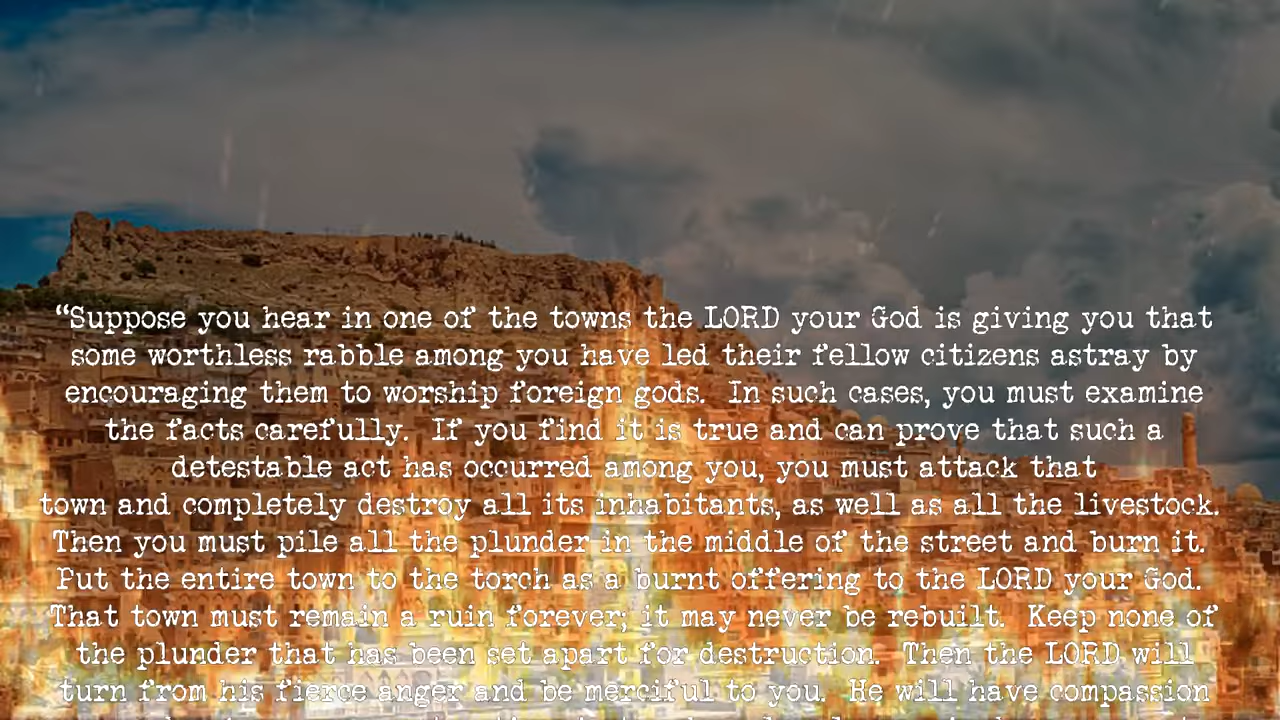 “Suppose you hear in one of the towns the LORD your God is giving you that
some worthless rabble among you have led their fellow citizens astray by
encouraging them to worship foreign gods.  In such cases, you must examine
the facts carefully.  If you find it is true and can prove that such a
detestable act has occurred among you, you must attack that
town and completely destroy all its inhabitants, as well as all the livestock.
Then you must pile all the plunder in the middle of the street and burn it.
Put the entire town to the torch as a burnt offering to the LORD your God.
That town must remain a ruin forever; it may never be rebuilt.  Keep none of
the plunder that has been set apart for destruction.  Then the LORD will
turn from his fierce anger and be merciful to you.  He will have compassion